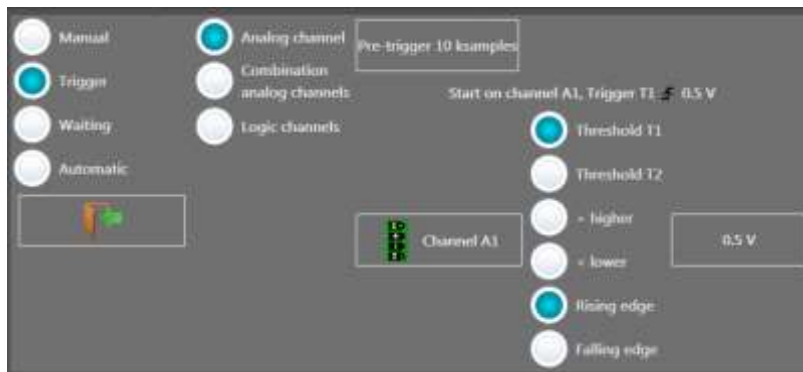 Manual
Trigger
Waiting
Automatic
Analog channel
Combination
analog channels
Logic channels
Pre-trigger 10 ksamples
Start on channel A1, Trigger T1 0.5 V
Threshold T1
Threshold T2
higher
lower
Rising edge
Falling edge
Channel A1
0.5 V